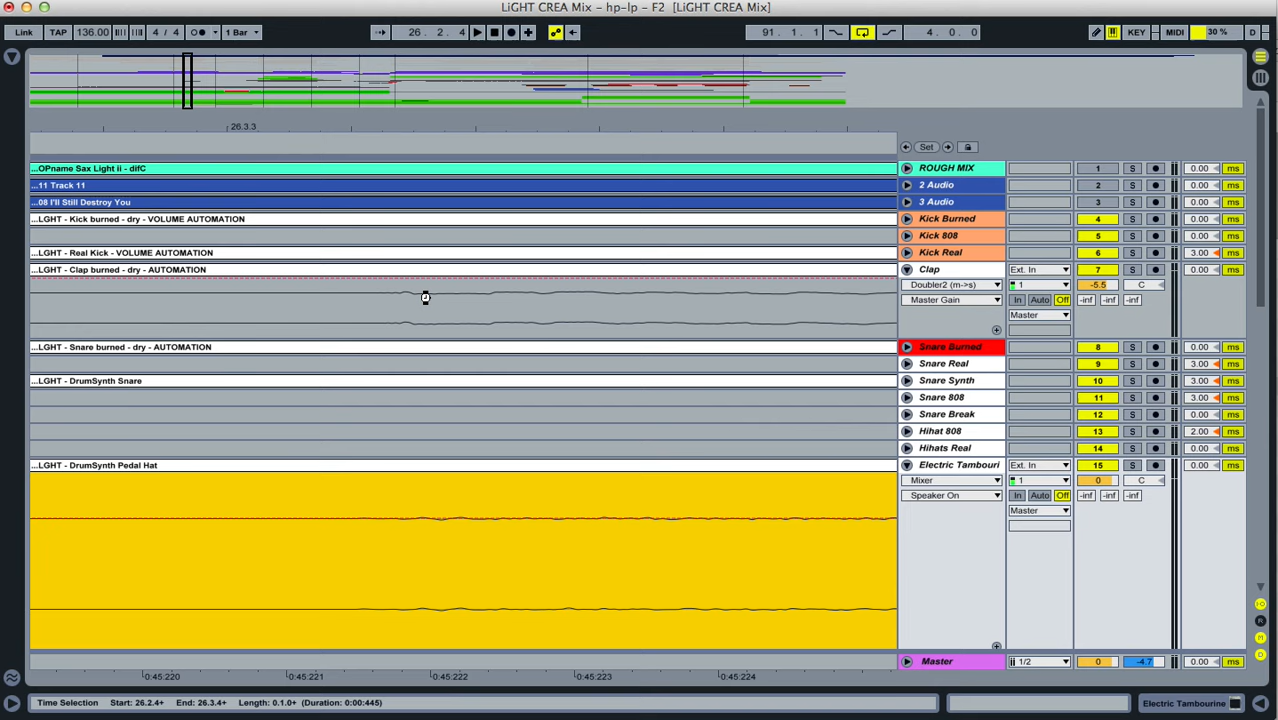 LiGHT CREA Mix - hp-lp - F2 [LiGHT CREA Mix]
Link TAP 136.00 4 / 4 1 Bar 26. 2. 4 91. 1. 1 4. 0. 0 KEY MIDI 30 % D
26.3.3
Set
...OPname Sax Light ii - difC ROUGH MIX 1 S 0.00 ms
...11 Track 11 2 Audio 2 S 0.00 ms
...08 I'll Still Destroy You 3 Audio 3 S 0.00 ms
...LGHT - Kick burned - dry - VOLUME AUTOMATION Kick Burned 4 S 0.00 ms
Kick 808 5 S 0.00 ms
...LGHT - Real Kick - VOLUME AUTOMATION Kick Real 6 S 3.00 ms
...LGHT - Clap burned - dry - AUTOMATION Clap Ext. In 7 S 0.00 ms
Doubler2 (m->s) 1 -5.5 C
Master Gain In Auto Off -inf -inf -inf
Master
...LGHT - Snare burned - dry - AUTOMATION Snare Burned 8 S 0.00 ms
Snare Real 9 S 3.00 ms
...LGHT - DrumSynth Snare Snare Synth 10 S 3.00 ms
Snare 808 11 S 3.00 ms
Snare Break 12 S 0.00 ms
Hihat 808 13 S 2.00 ms
Hihats Real 14 S 0.00 ms
...LGHT - DrumSynth Pedal Hat Electric Tambouri Ext. In 15 S 0.00 ms
Mixer 1 0 C
Speaker On In Auto Off -inf -inf -inf
Master
Master 1/2 0 -4.7 0.00 ms
0:45.220 0:45.221 0:45.222 0:45.223 0:45.224
Time Selection Start: 26.2.4+ End: 26.3.4+ Length: 0.1.0+ (Duration: 0:00:445) Electric Tambourine